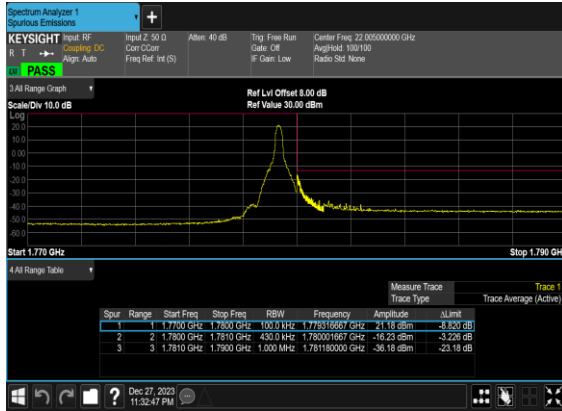 Spectrum Analyzer 1
Spurious Emissions
+
KEYSIGHT Input: RF Input Z: 50 Ω Atten: 40 dB Trig: Free Run Center Freq: 22.005000000 GHz
R T Coupling: DC Corr CCorr Gate: Off Avg|Hold: 100/100
Align: Auto Freq Ref: Int (S) IF Gain: Low Radio Std: None
PASS
3 All Range Graph
Scale/Div 10.0 dB Ref Lvl Offset 8.00 dB
Ref Value 30.00 dBm
Log
20.0
10.0
0.00
-10.0
-20.0
-30.0
-40.0
-50.0
-60.0
Start 1.770 GHz Stop 1.790 GH
4 All Range Table
Measure Trace Trace 1
Trace Type Trace Average (Active)
Spur Range Start Freq Stop Freq RBW Frequency Amplitude ΔLimit
1 1 1.7700 GHz 1.7800 GHz 100.0 kHz 1.779316667 GHz 21.18 dBm -8.820 dB
2 2 1.7800 GHz 1.7810 GHz 430.0 kHz 1.780001667 GHz -16.23 dBm -3.226 dB
3 3 1.7810 GHz 1.7900 GHz 1.000 MHz 1.781180000 GHz -36.18 dBm -23.18 dB
? Dec 27, 2023
11:32:47 PM